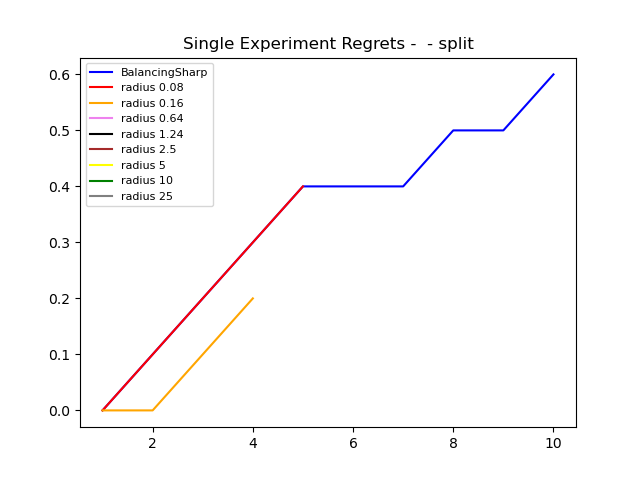 Single Experiment Regrets -  - split
BalancingSharp
radius 0.08
radius 0.16
radius 0.64
radius 1.24
radius 2.5
radius 5
radius 10
radius 25
0.6
0.5
0.4
0.3
0.2
0.1
0.0
2 4 6 8 10